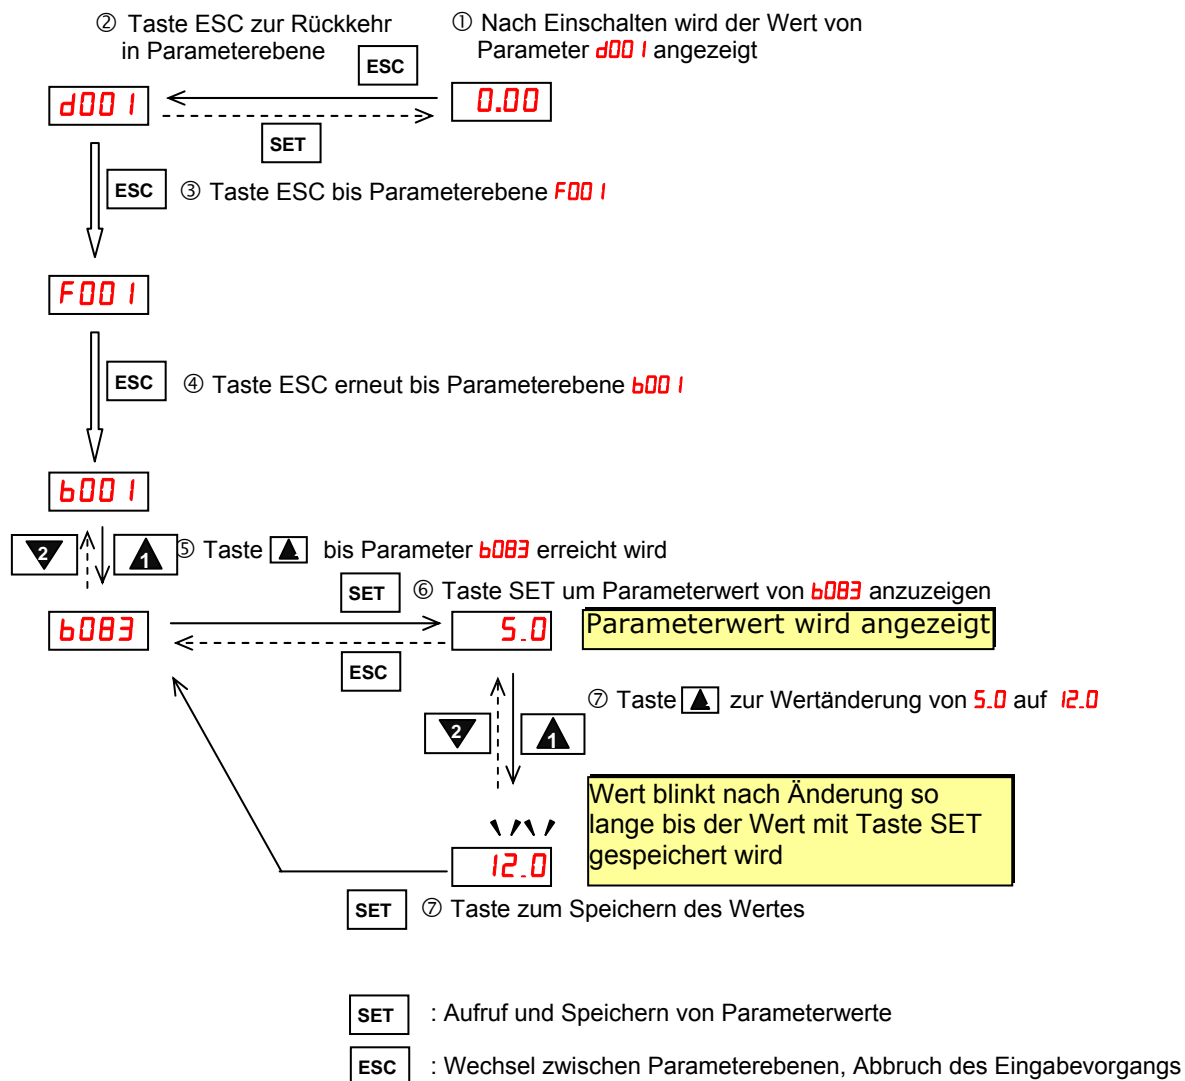 ② Taste ESC zur Rückkehr
in Parameterebene
① Nach Einschalten wird der Wert von
Parameter d001 angezeigt
ESC
d001
0.00
SET
ESC
③ Taste ESC bis Parameterebene F001
F001
ESC
④ Taste ESC erneut bis Parameterebene b001
b001
2
1
⑤ Taste ▲ bis Parameter b083 erreicht wird
SET
⑥ Taste SET um Parameterwert von b083 anzuzeigen
b083
5.0
Parameterwert wird angezeigt
ESC
⑦ Taste ▲ zur Wertänderung von 5.0 auf 12.0
2
1
Wert blinkt nach Änderung so
lange bis der Wert mit Taste SET
gespeichert wird
12.0
SET
⑦ Taste zum Speichern des Wertes
SET : Aufruf und Speichern von Parameterwerte
ESC : Wechsel zwischen Parameterebenen, Abbruch des Eingabevorgangs